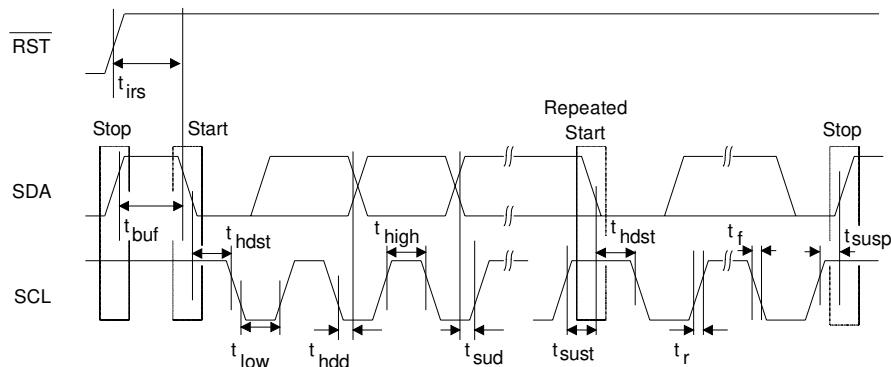 RST
t irs
Repeated
Stop
Start
Start
Stop
SDA
t buf
t hdst
t high
t hdst
t f
t susp
SCL
t low
t hdd
t sud
t sust
t r